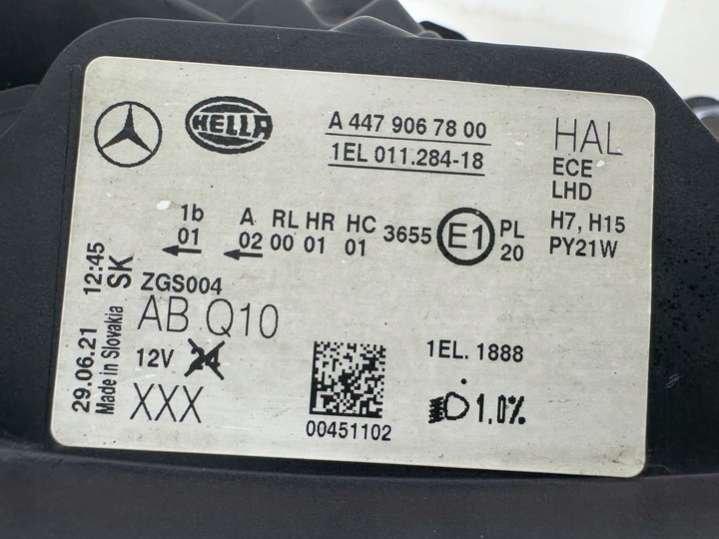 HELLA
A 447 906 78 00
1EL 011.284-18
HAL
ECE
LHD
H7, H15
PY21W
1b A RL HR HC 3655 E1 PL
01 02 00 01 01 20
ZGS004
AB Q10
12V 24
XXX
00451102
1EL. 1888
1.0%
29.06.21 12:45
Made in Slovakia SK